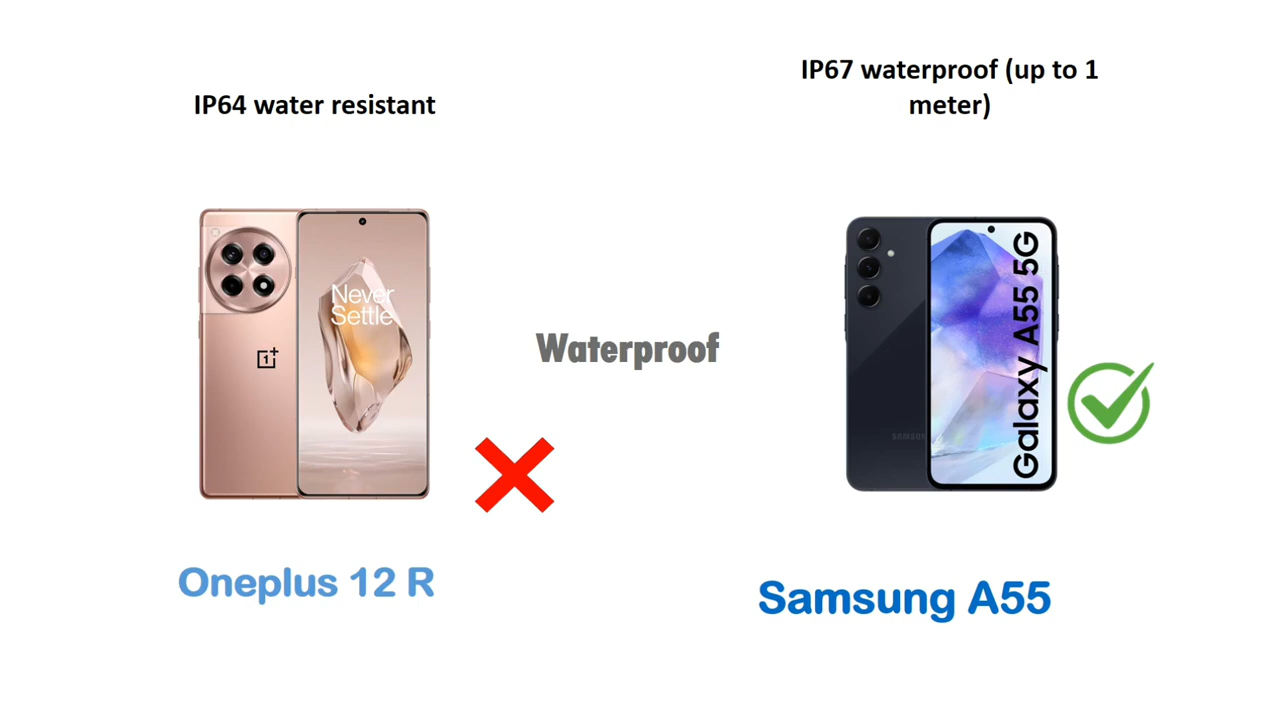 IP64 water resistant
IP67 waterproof (up to 1
meter)
Never
Settle
1+
Waterproof
Galaxy A55 5G
SAMSUNG
Oneplus 12 R
Samsung A55